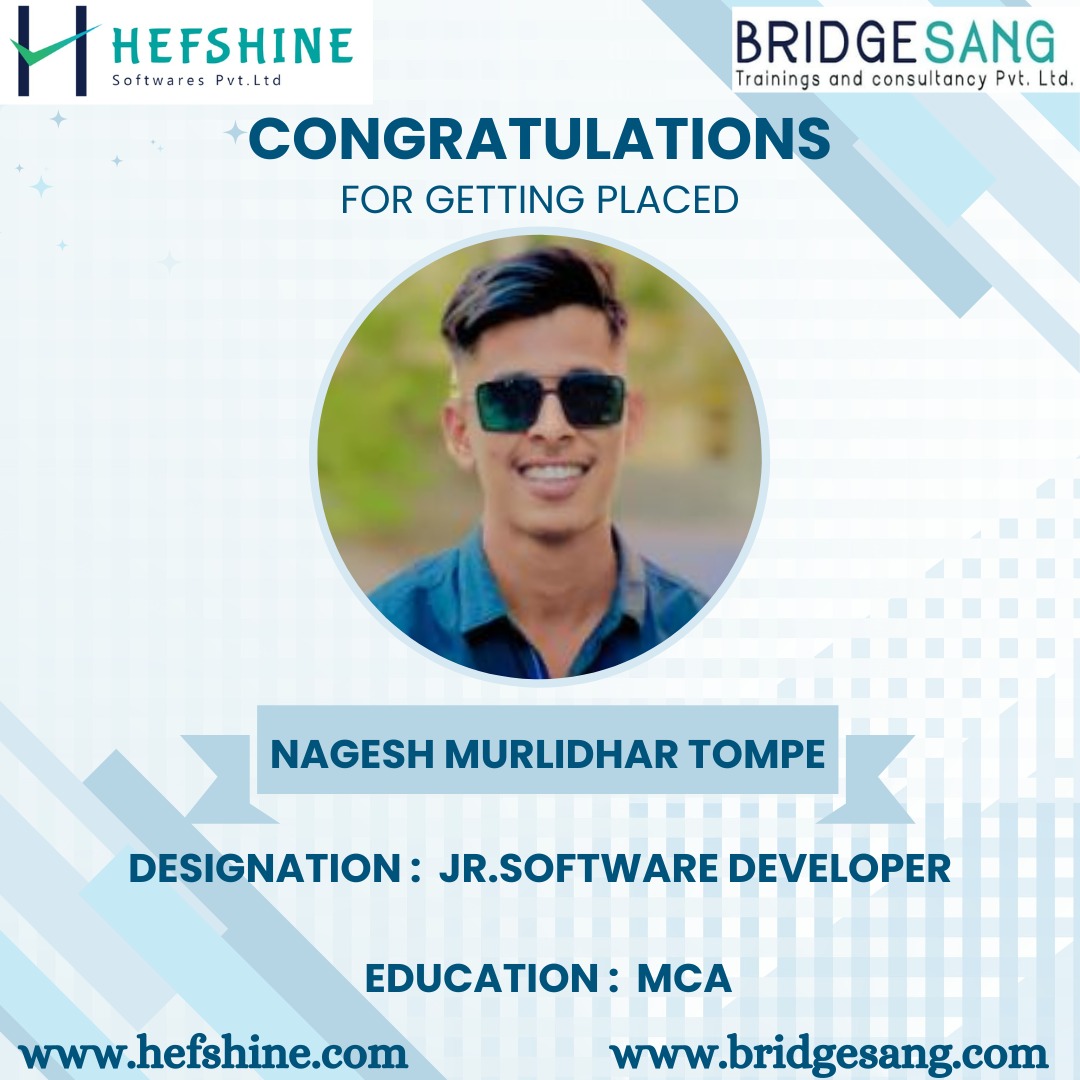 HEFSHINE
Softwares Pvt.Ltd
BRIDGESANG
Trainings and consultancy Pvt. Ltd.
CONGRATULATIONS
FOR GETTING PLACED
NAGESH MURLIDHAR TOMPE
DESIGNATION : JR.SOFTWARE DEVELOPER
EDUCATION : MCA
www.hefshine.com
www.bridgesang.com